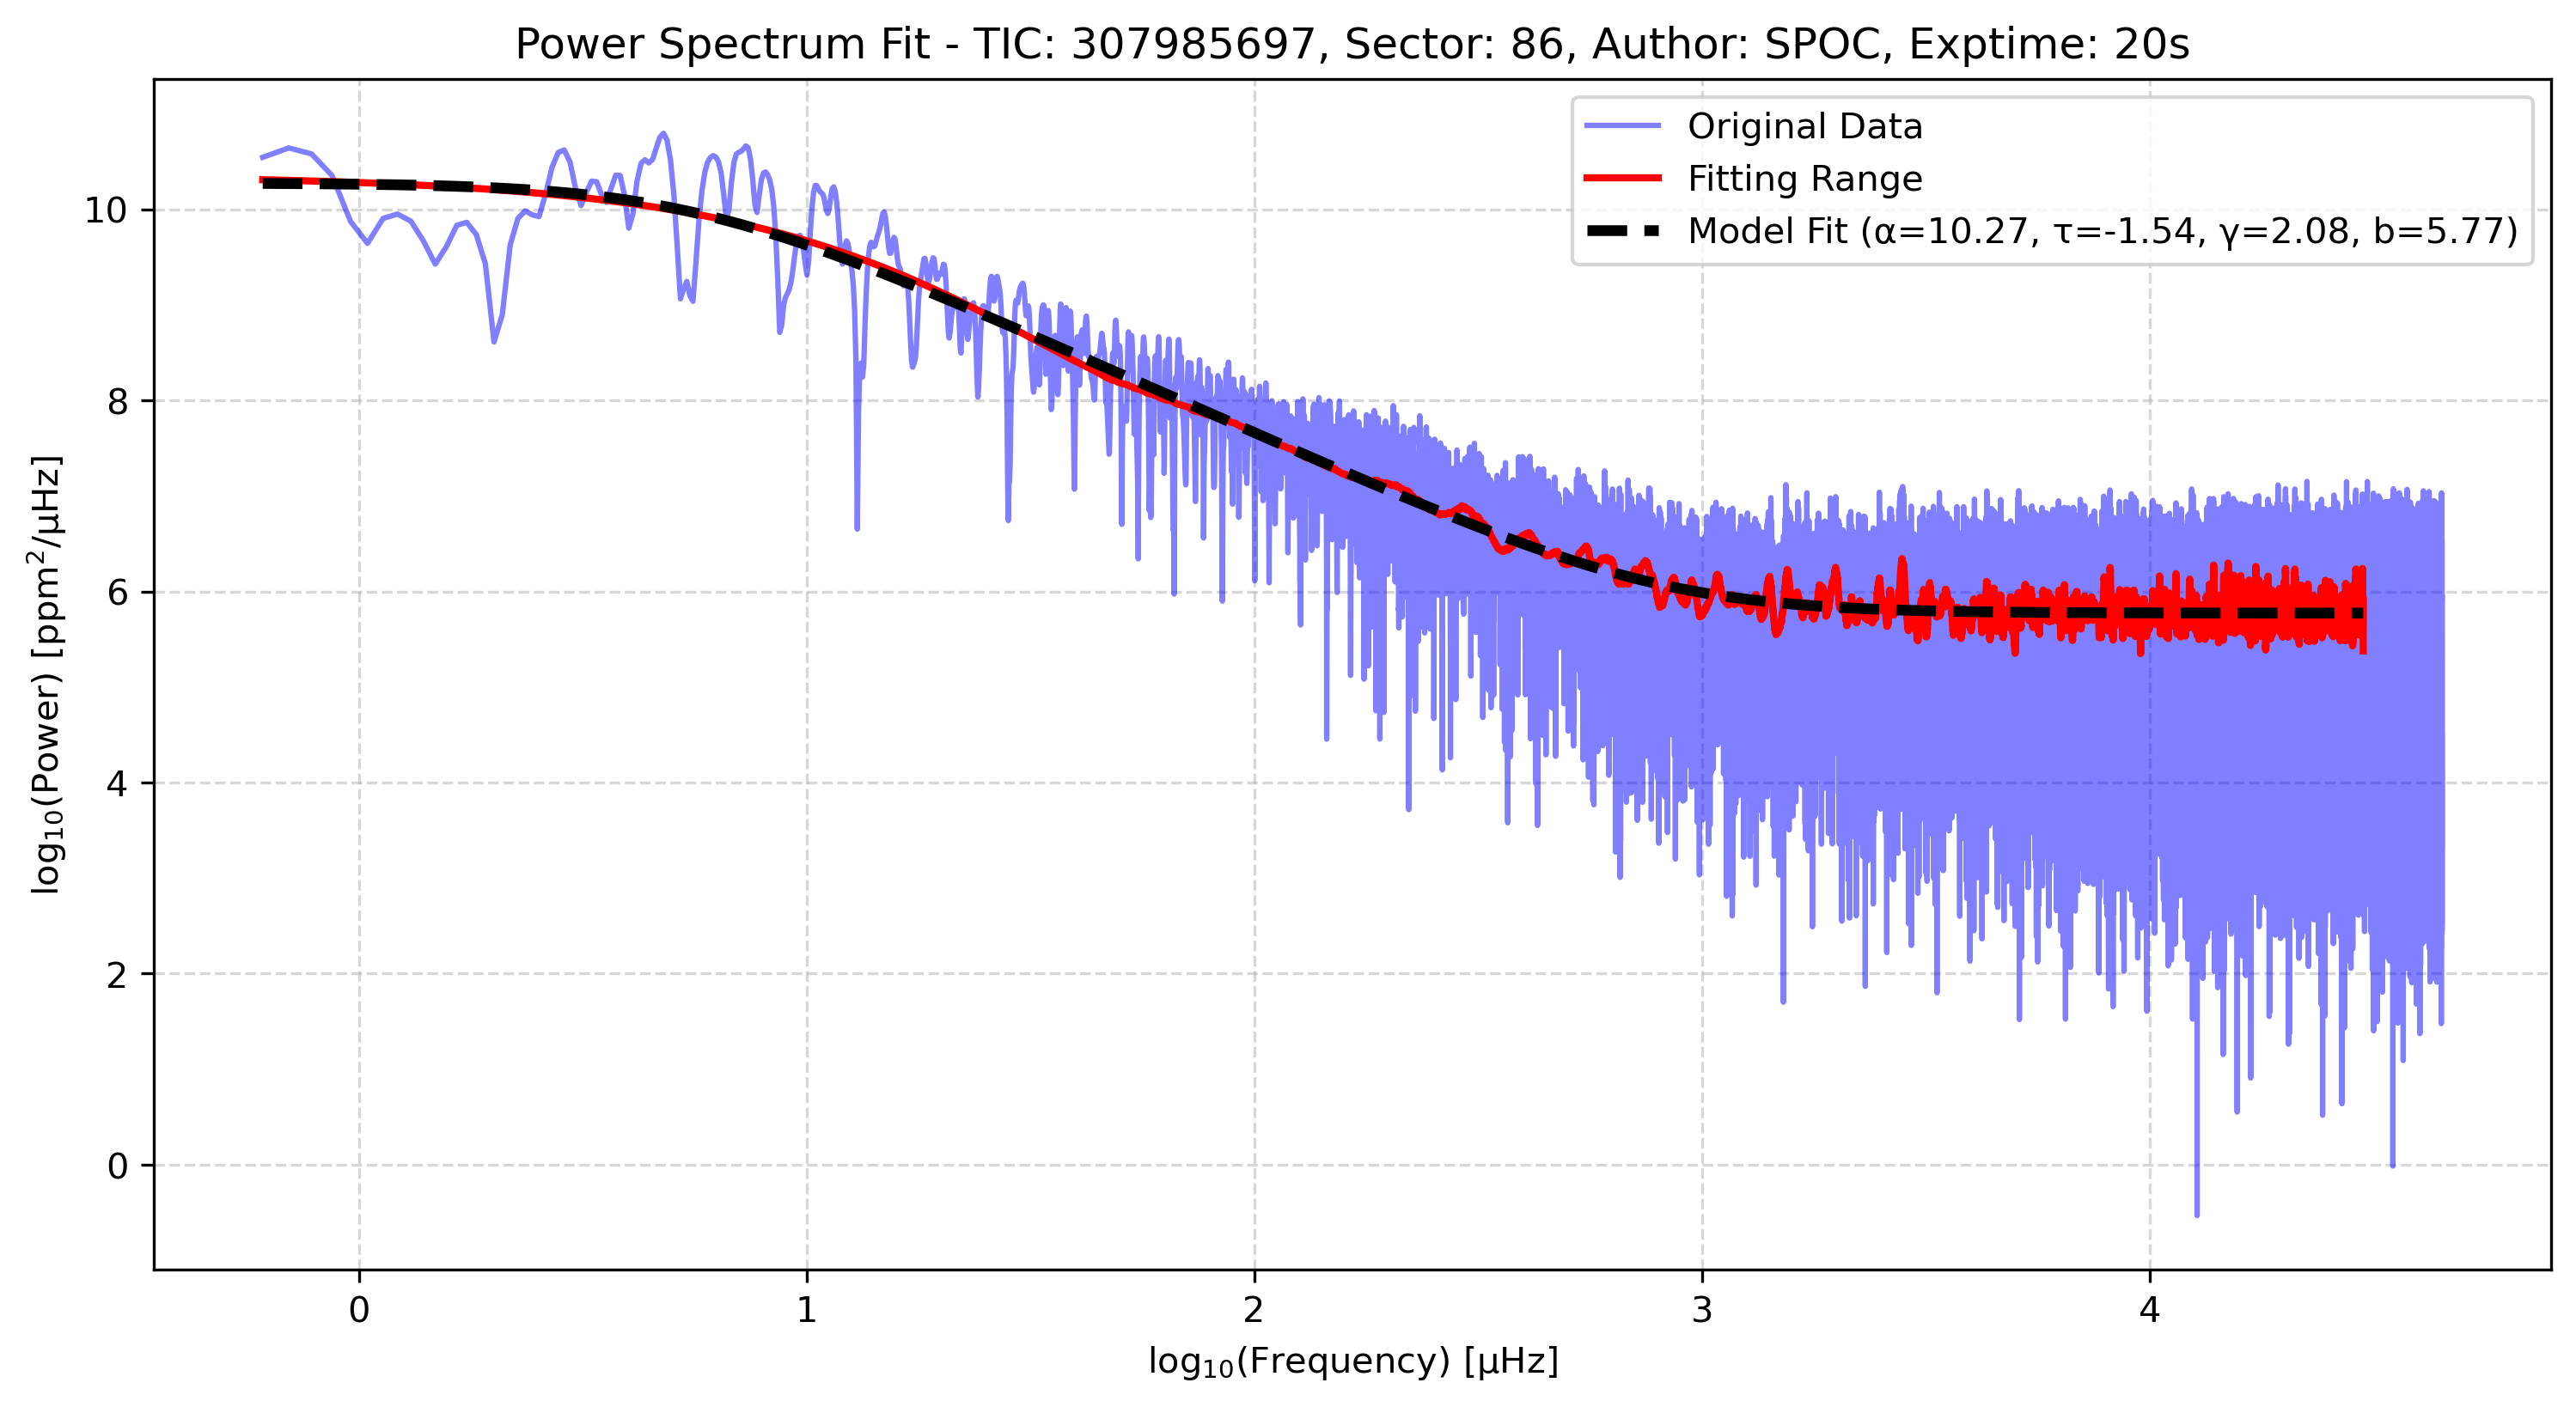 Power Spectrum Fit - TIC: 307985697, Sector: 86, Author: SPOC, Exptime: 20s
Original Data
Fitting Range
Model Fit (α=10.27, τ=-1.54, γ=2.08, b=5.77)
log₁₀(Power) [ppm²/μHz]
10
8
6
4
2
0
0 1 2 3 4
log₁₀(Frequency) [μHz]